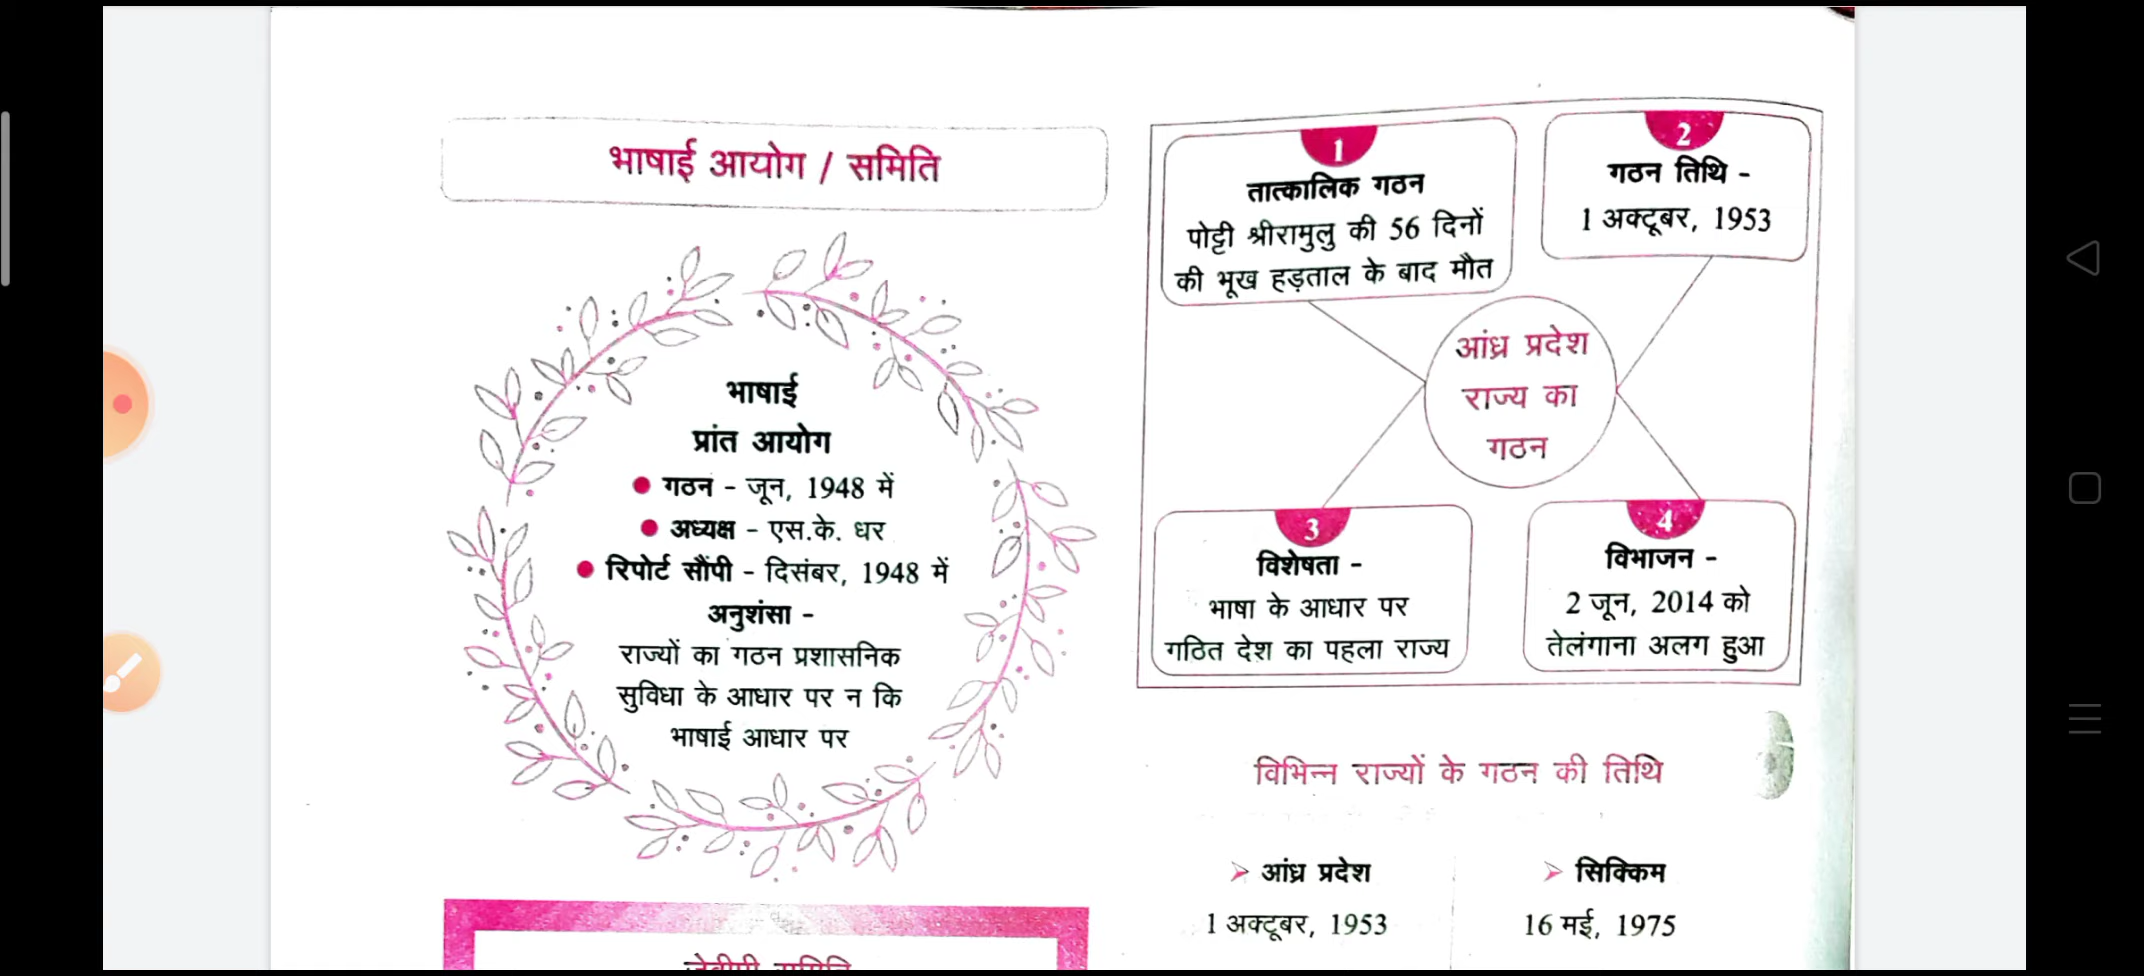 भाषाई आयोग / समिति
भाषाई
प्रांत आयोग
गठन - जून, 1948 में
अध्यक्ष - एस.के. धर
रिपोर्ट सौंपी - दिसंबर, 1948 में
अनुशंसा -
राज्यों का गठन प्रशासनिक
सुविधा के आधार पर न कि
भाषाई आधार पर
1
तात्कालिक गठन
पोट्टी श्रीरामुलु की 56 दिनों
की भूख हड़ताल के बाद मौत
2
गठन तिथि -
1 अक्टूबर, 1953
आंध्र प्रदेश
राज्य का
गठन
3
विशेषता -
भाषा के आधार पर
गठित देश का पहला राज्य
4
विभाजन -
2 जून, 2014 को
तेलंगाना अलग हुआ
विभिन्न राज्यों के गठन की तिथि
आंध्र प्रदेश
1 अक्टूबर, 1953
सिक्किम
16 मई, 1975